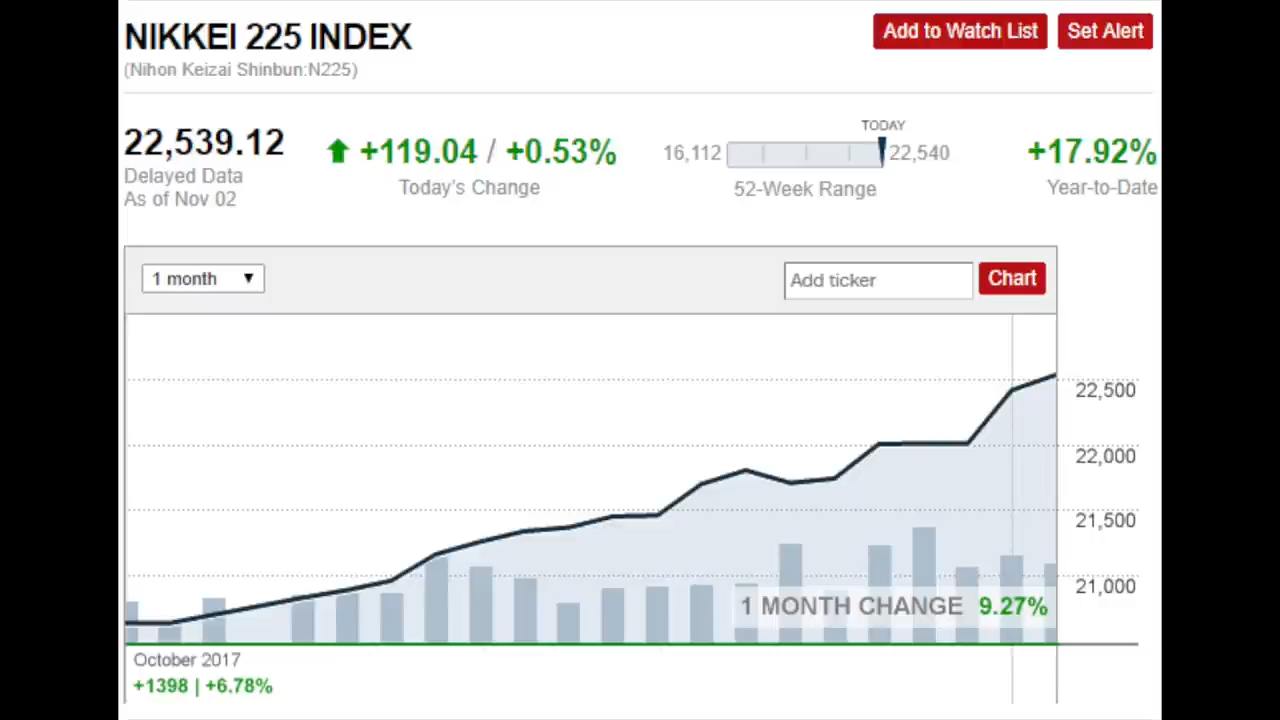 NIKKEI 225 INDEX
Add to Watch List
Set Alert
(Nihon Keizai Shinbun:N225)
22,539.12
+119.04 / +0.53%
TODAY
16,112
22,540
+17.92%
Delayed Data
As of Nov 02
Today's Change
52-Week Range
Year-to-Date
1 month
Add ticker
Chart
22,500
22,000
21,500
21,000
1 MONTH CHANGE 9.27%
October 2017
+1398 | +6.78%